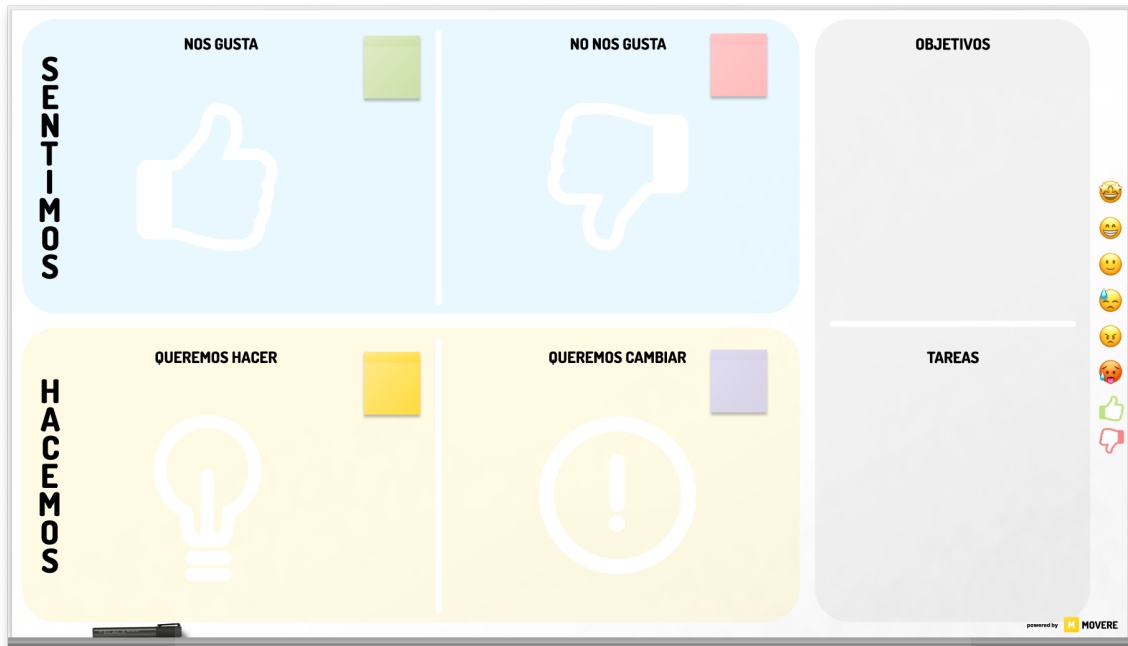 SENTIMOS
NOS GUSTA
NO NOS GUSTA
HACEMOS
QUEREMOS HACER
QUEREMOS CAMBIAR
OBJETIVOS
TAREAS
powered by M MOVERE